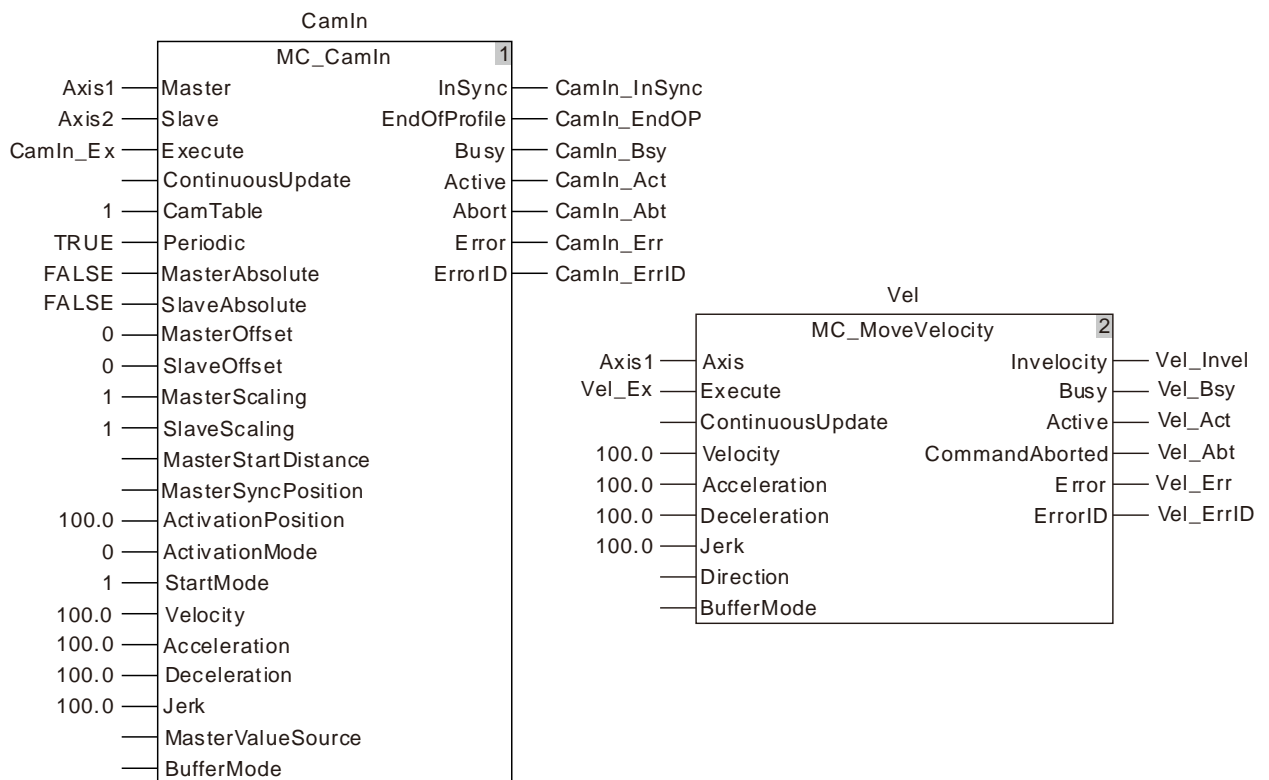 CamIn
MC_CamIn 1
Axis1 Master InSync CamIn_InSync
Axis2 Slave EndOfProfile CamIn_EndOP
CamIn_Ex Execute Busy CamIn_Bsy
ContinuousUpdate Active CamIn_Act
1 CamTable Abort CamIn_Abt
TRUE Periodic Error CamIn_Err
FALSE MasterAbsolute ErrorID CamIn_ErrID
FALSE SlaveAbsolute
0 MasterOffset
0 SlaveOffset
1 MasterScaling
1 SlaveScaling
MasterStartDistance
MasterSyncPosition
100.0 ActivationPosition
0 ActivationMode
1 StartMode
100.0 Velocity
100.0 Acceleration
100.0 Deceleration
100.0 Jerk
MasterValueSource
BufferMode
Vel
MC_MoveVelocity 2
Axis1 Axis Invelocity Vel_Invel
Vel_Ex Execute Busy Vel_Bsy
ContinuousUpdate Active Vel_Act
100.0 Velocity CommandAborted Vel_Abt
100.0 Acceleration Error Vel_Err
100.0 Deceleration ErrorID Vel_ErrID
100.0 Jerk
Direction
BufferMode